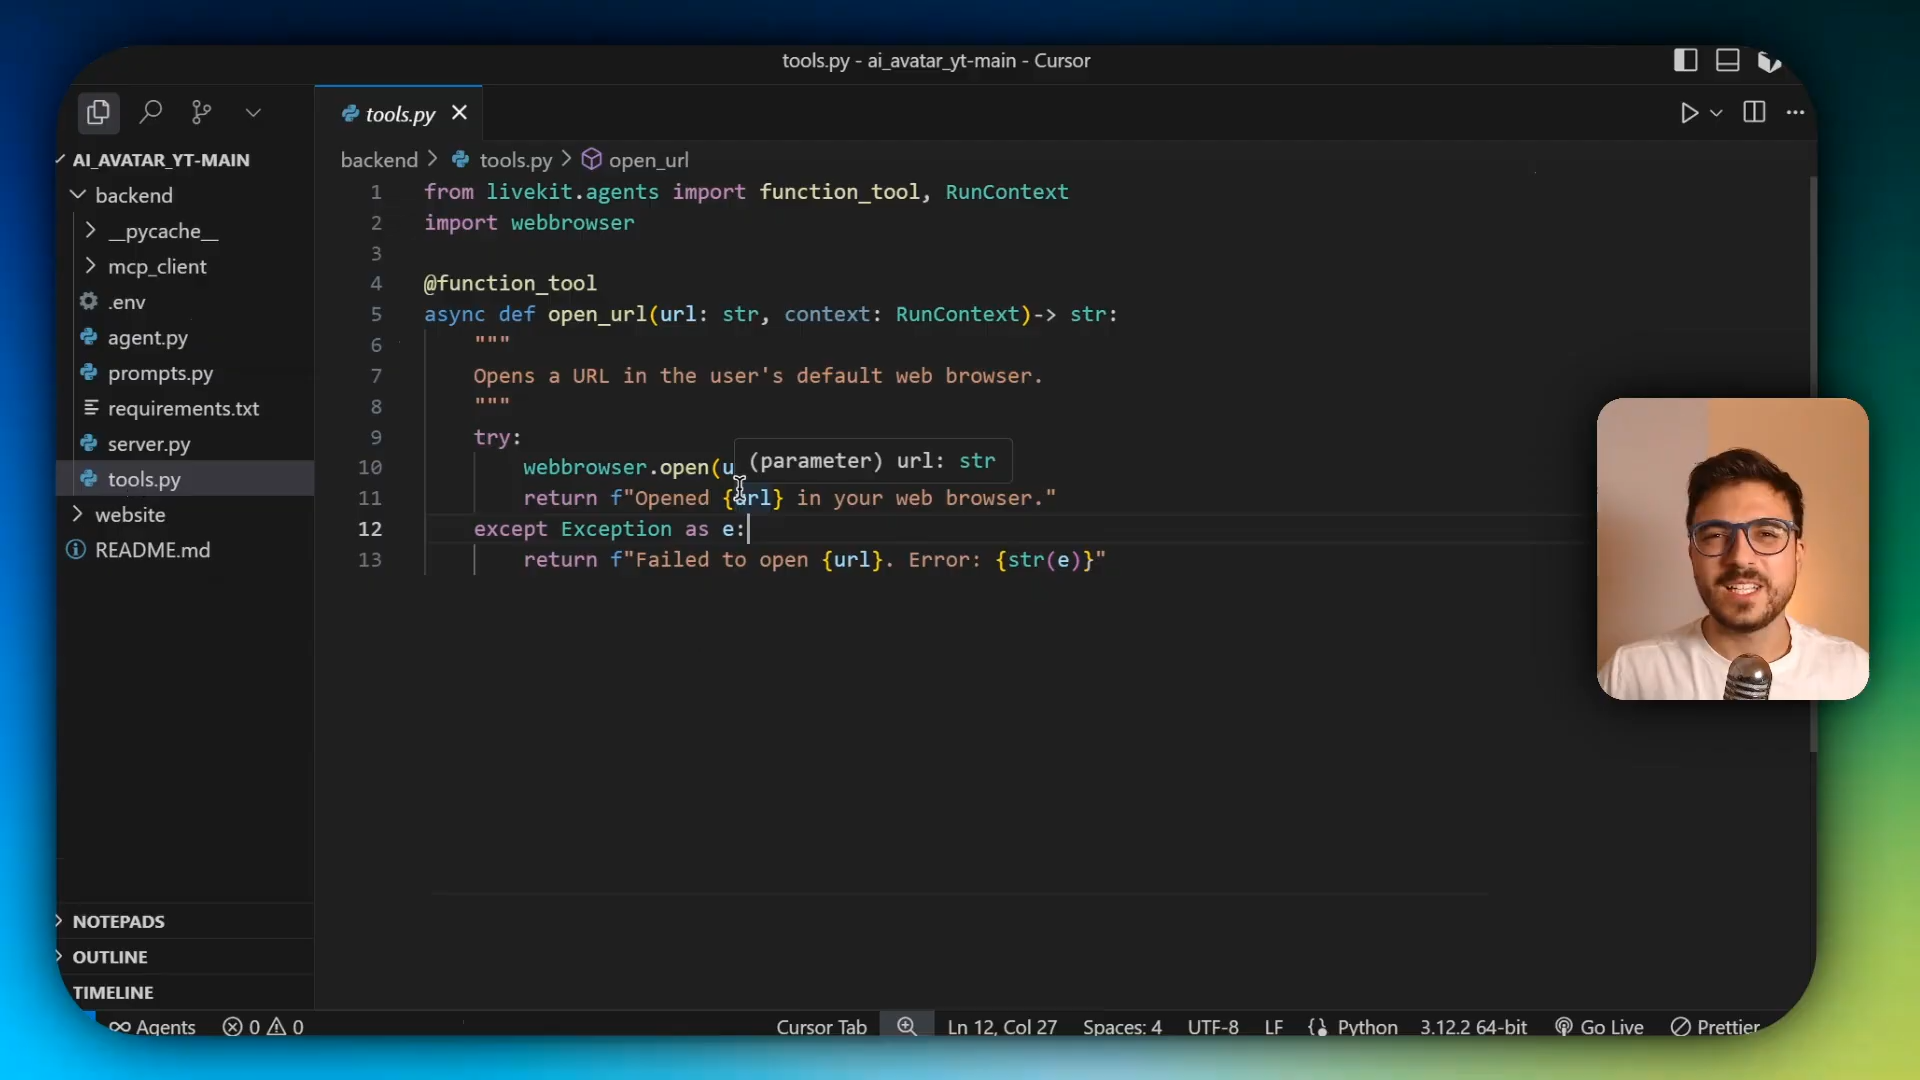 tools.py - ai_avatar_yt-main - Cursor
tools.py
AI_AVATAR_YT-MAIN
backend
__pycache__
mcp_client
.env
agent.py
prompts.py
requirements.txt
server.py
tools.py
website
README.md
NOTEPADS
OUTLINE
TIMELINE
backend > tools.py > open_url
1 from livekit.agents import function_tool, RunContext
2 import webbrowser
3
4 @function_tool
5 async def open_url(url: str, context: RunContext)-> str:
6 """
7 Opens a URL in the user's default web browser.
8 """
9 try:
10 webbrowser.open(u
(parameter) url: str
11 return f"Opened {url} in your web browser."
12 except Exception as e:
13 return f"Failed to open {url}. Error: {str(e)}"
Agents 0 0 Cursor Tab Ln 12, Col 27 Spaces: 4 UTF-8 LF Python 3.12.2 64-bit Go Live Prettier